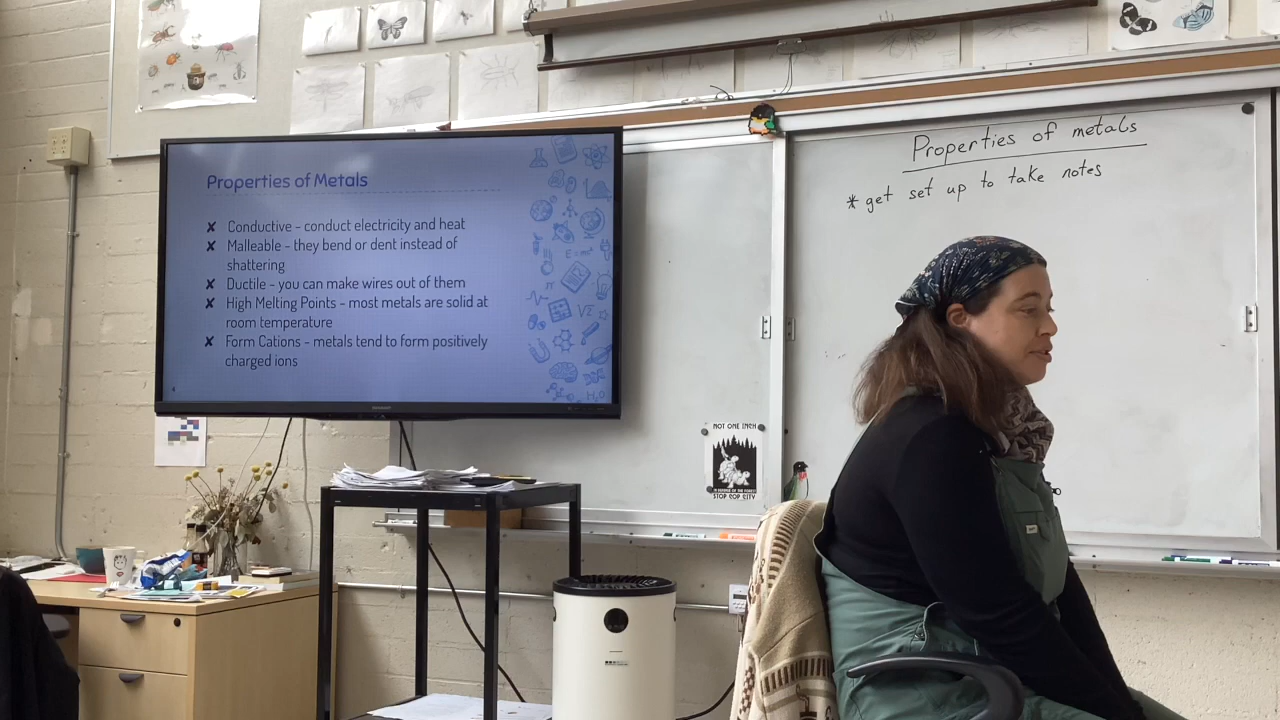 Properties of Metals
✘ Conductive – conduct electricity and heat
✘ Malleable – they bend or dent instead of
shattering
✘ Ductile – you can make wires out of them
✘ High Melting Points – most metals are solid at
room temperature
✘ Form Cations – metals tend to form positively
charged ions
4
E=mc²
√Σ
H₂O
Properties of metals
* get set up to take notes
NOT ONE INCH
STOP COP CITY